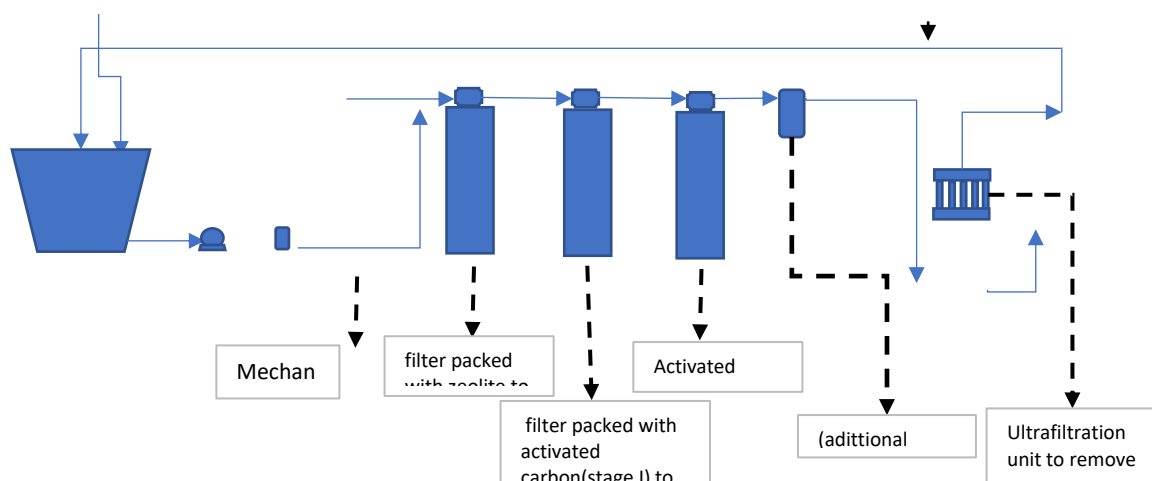 Mechan
filter packed
with zeolite to
filter packed with
activated
carbon(stage I) to
Activated
(adittional
Ultrafiltration
unit to remove